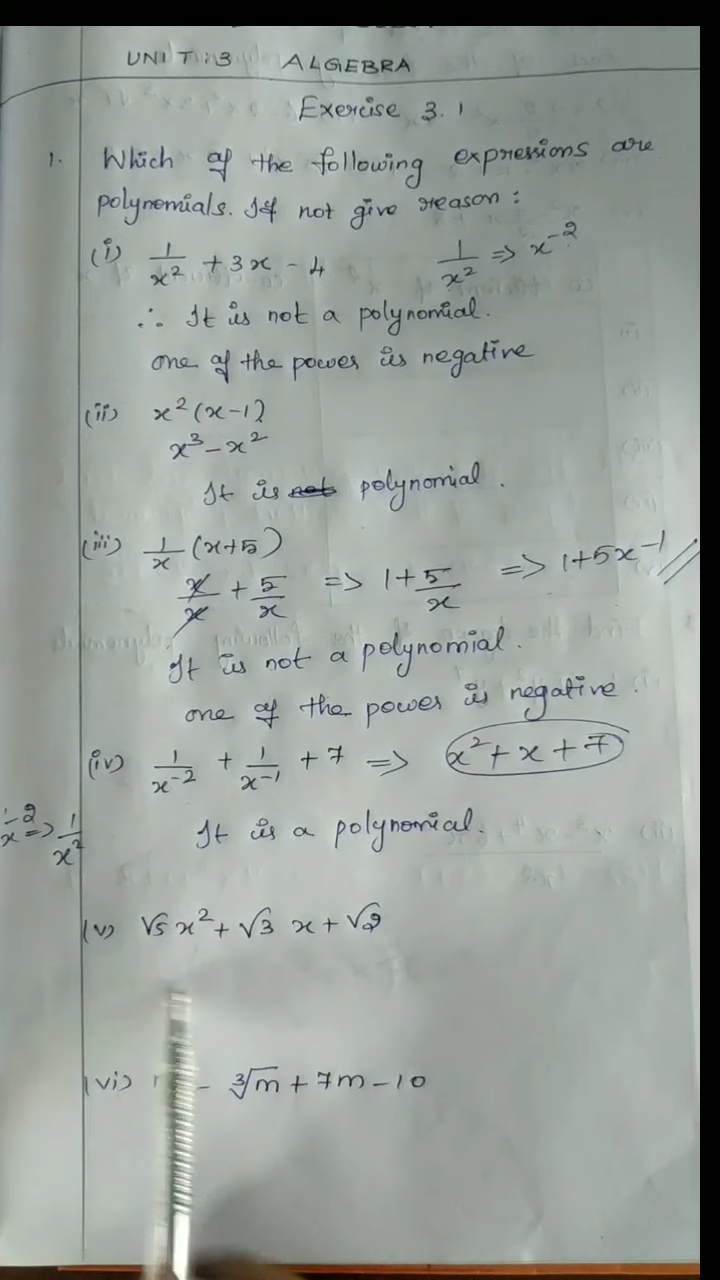 UNIT:3 ALGEBRA
Exercise 3.1
1. Which of the following expressions are
polynomials. If not give reason:
(i) 1/x² + 3x - 4 1/x² => x⁻²
∴ It is not a polynomial.
one of the power is negative
(ii) x²(x-1)
x³-x²
It is not polynomial.
(iii) 1/x (x+5)
x/x + 5/x => 1+5/x => 1+5x⁻¹//
It is not a polynomial.
one of the power is negative.
(iv) 1/x⁻² + 1/x⁻¹ + 7 => x²+x+7
x⁻² => 1/x²
It is a polynomial.
(v) √5 x² + √3 x + √2
(vi) - ³√m + 7m - 10